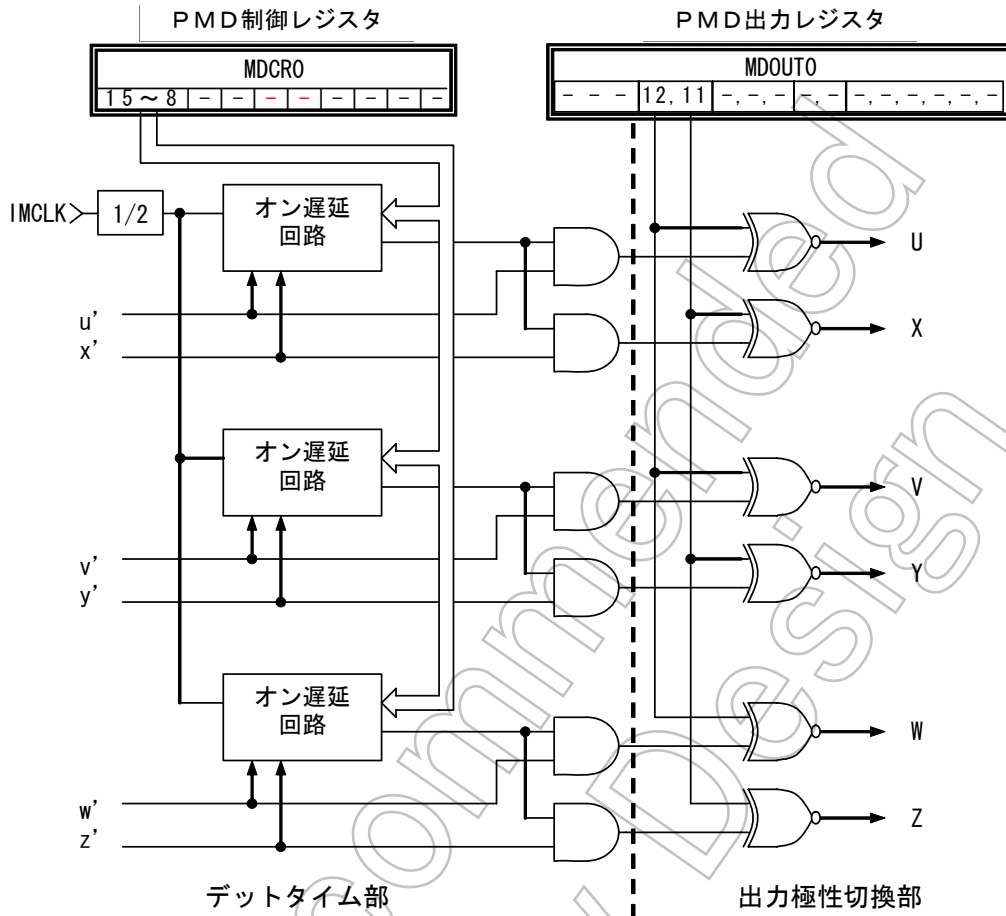 PMD制御レジスタ
PMD出力レジスタ
MDCR0
15~8 - - - - - - - -
MDOUT0
- - - 12,11 -,-,- -,- -,-,-,-,-,-
IMCLK
1/2
オン遅延
回路
u’
x’
U
X
オン遅延
回路
v’
y’
V
Y
オン遅延
回路
w’
z’
W
Z
デットタイム部
出力極性切換部
commended
Design